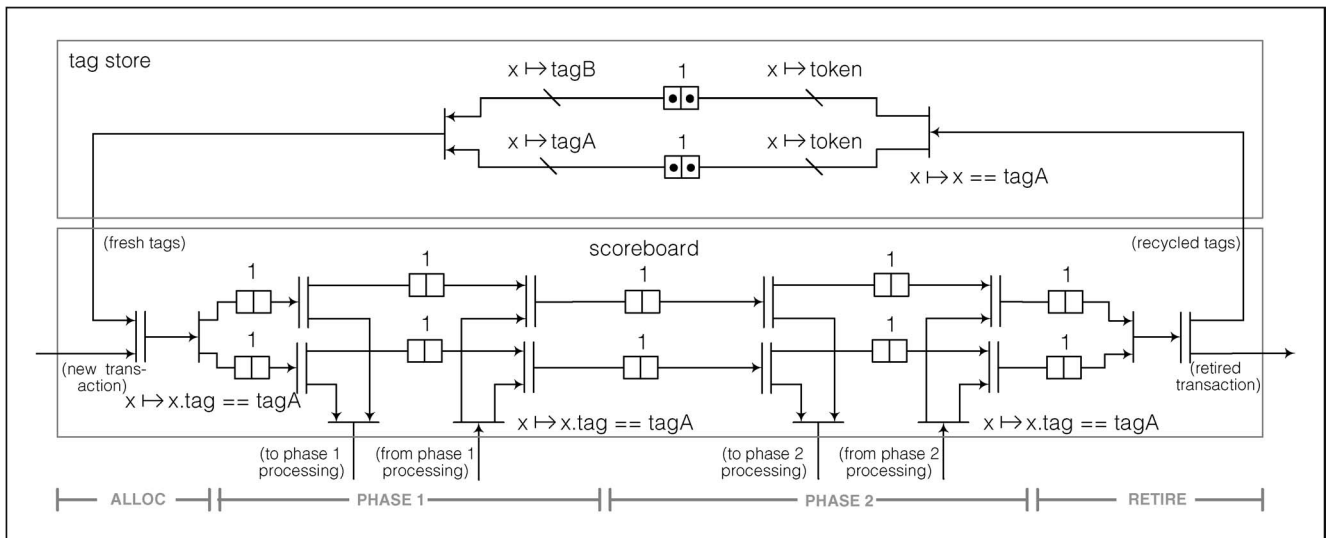 tag store
x ↦ tagB
1
x ↦ token
x ↦ tagA
1
x ↦ token
x ↦ x == tagA
(fresh tags)
scoreboard
(recycled tags)
1
1
1
1
1
1
1
1
1
1
(new trans-
action)
x ↦ x.tag == tagA
(retired
transaction)
x ↦ x.tag == tagA
x ↦ x.tag == tagA
(to phase 1
processing)
(from phase 1
processing)
(to phase 2
processing)
(from phase 2
processing)
ALLOC
PHASE 1
PHASE 2
RETIRE